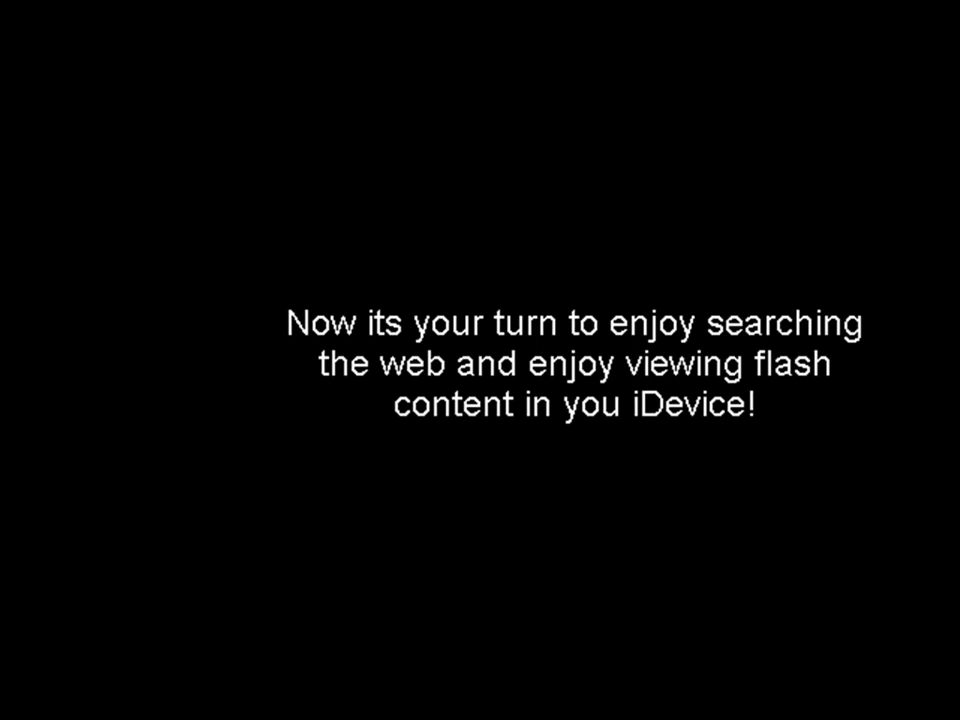 Now its your turn to enjoy searching
the web and enjoy viewing flash
content in you iDevice!